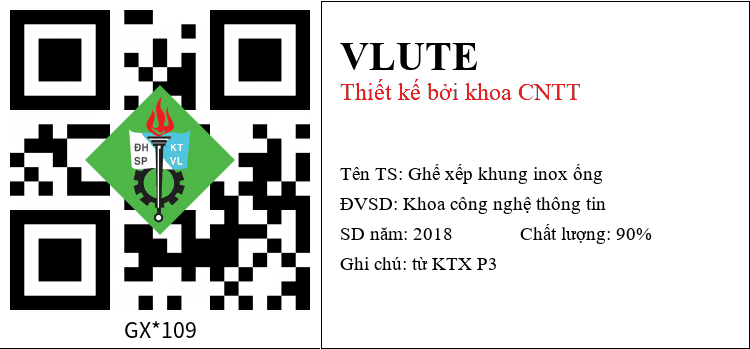 ĐH KT
SP VL
GX*109
VLUTE
Thiết kế bởi khoa CNTT
Tên TS: Ghế xếp khung inox ống
ĐVSD: Khoa công nghệ thông tin
SD năm: 2018 Chất lượng: 90%
Ghi chú: từ KTX P3